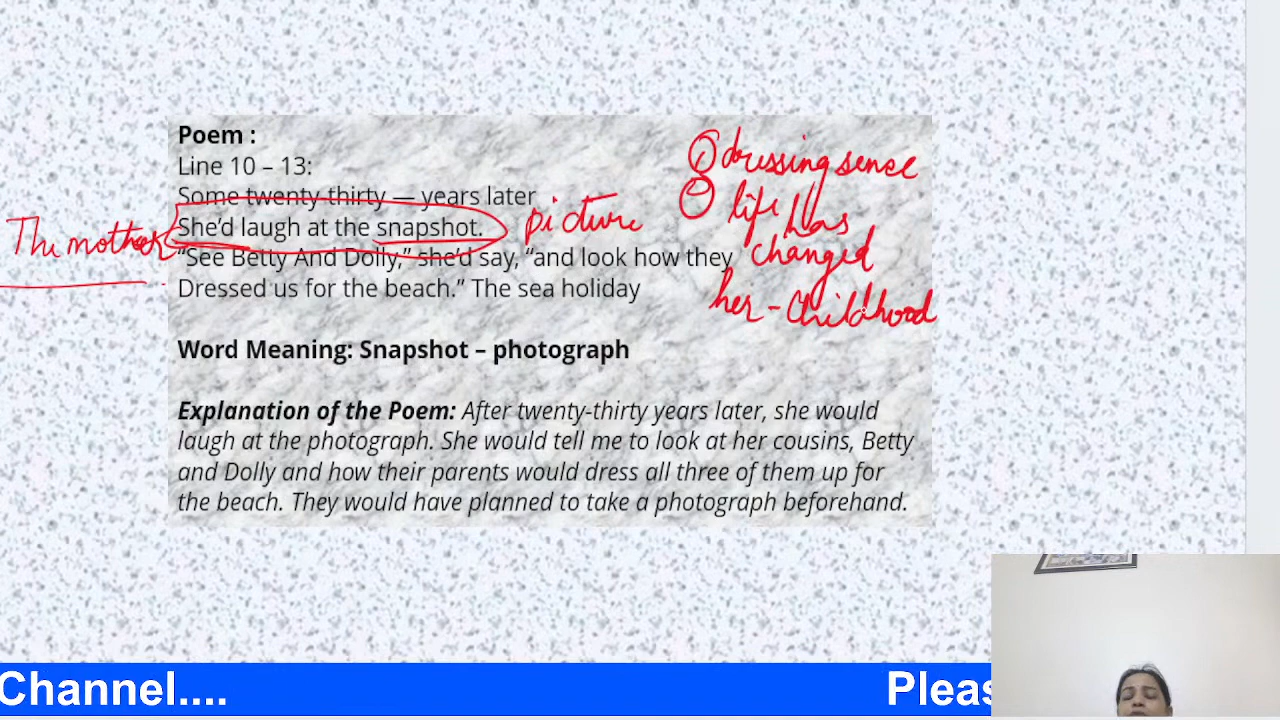 Poem :
Line 10 – 13:
Some twenty thirty — years later
She’d laugh at the snapshot.
“See Betty And Dolly,” she’d say, “and look how they
Dressed us for the beach.” The sea holiday
Word Meaning: Snapshot – photograph
Explanation of the Poem: After twenty-thirty years later, she would
laugh at the photograph. She would tell me to look at her cousins, Betty
and Dolly and how their parents would dress all three of them up for
the beach. They would have planned to take a photograph beforehand.
The mother
picture
① dressing sense
② life has
changed
her - Childhood
Channel....
Pleas